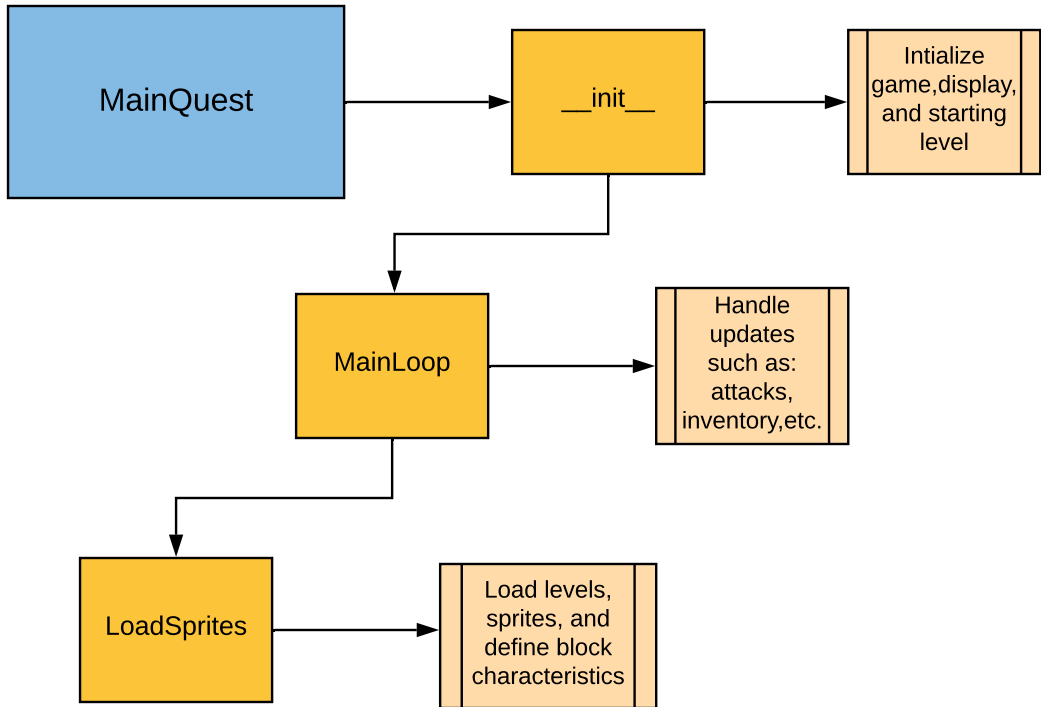 MainQuest
__init__
Intialize
game,display,
and starting
level
MainLoop
Handle
updates
such as:
attacks,
inventory,etc.
LoadSprites
Load levels,
sprites, and
define block
characteristics